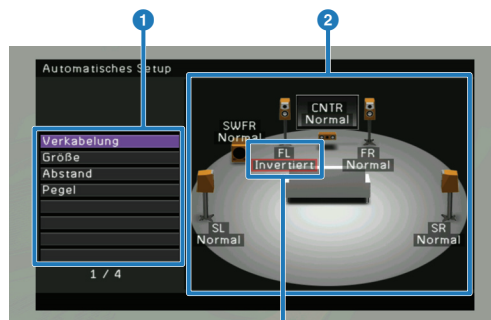 1
2
Automatisches Setup
Verkabelung
Größe
Abstand
Pegel
1 / 4
CNTR
Normal
SWFR
Normal
FL
Invertiert
FR
Normal
SL
Normal
SR
Normal